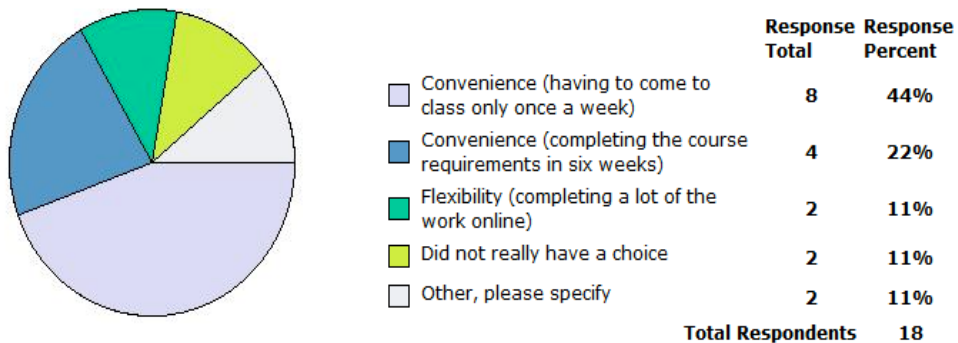 Response Response
Total Percent
Convenience (having to come to
class only once a week) 8 44%
Convenience (completing the course
requirements in six weeks) 4 22%
Flexibility (completing a lot of the
work online) 2 11%
Did not really have a choice 2 11%
Other, please specify 2 11%
Total Respondents 18